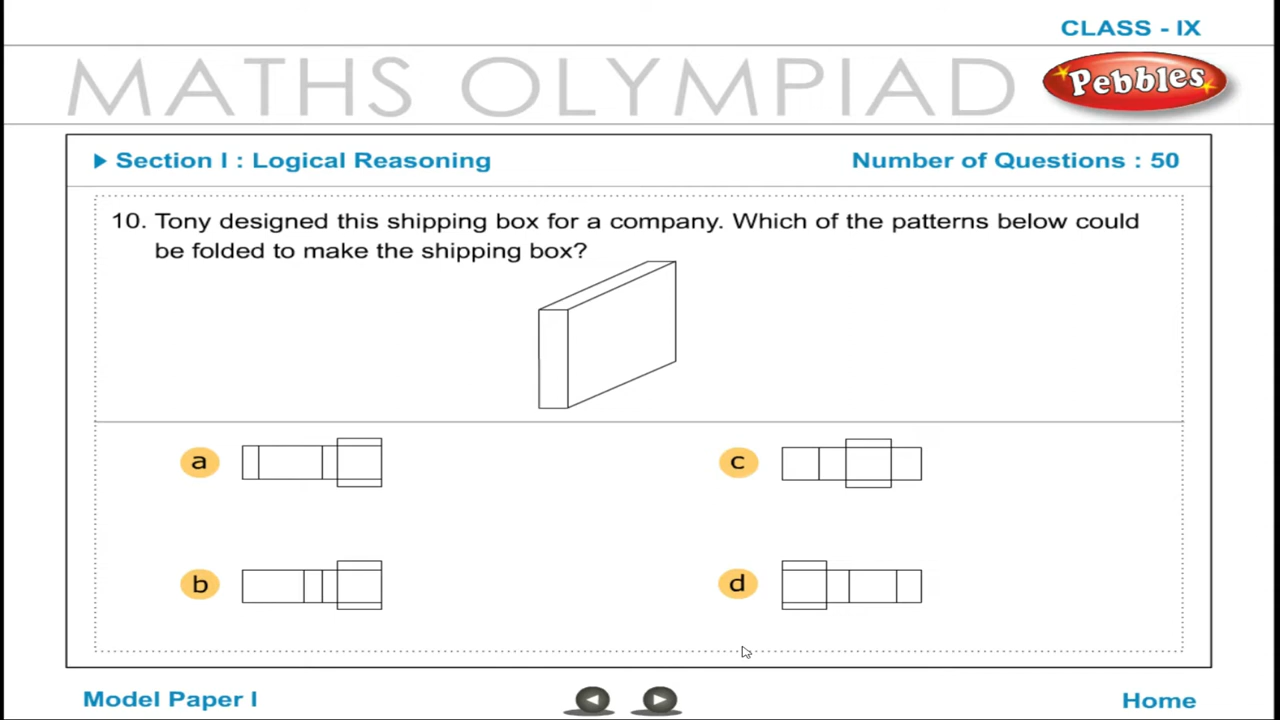 CLASS - IX
MATHS OLYMPIAD
Pebbles
Section I : Logical Reasoning
Number of Questions : 50
10. Tony designed this shipping box for a company. Which of the patterns below could
be folded to make the shipping box?
a
c
b
d
Model Paper I
Home